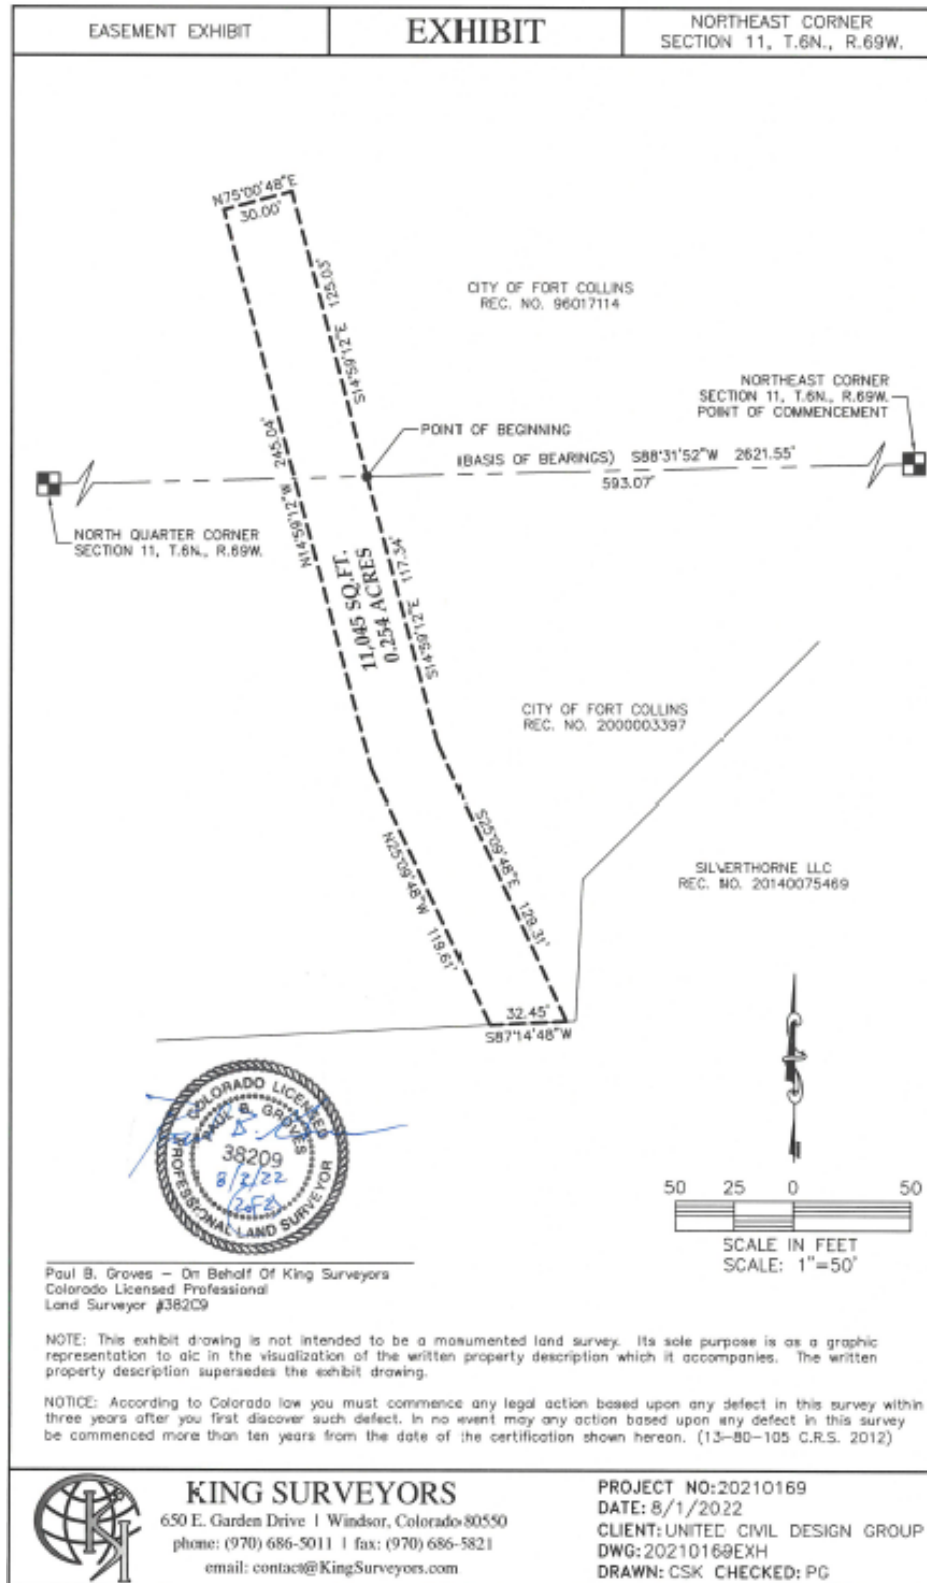 EASEMENT EXHIBIT
EXHIBIT
NORTHEAST CORNER
SECTION 11, T.6N., R.69W.
N75°00'48"E
30.00'
S14°59'12"E 125.03'
CITY OF FORT COLLINS
REC. NO. 96017114
NORTHEAST CORNER
SECTION 11, T.6N., R.69W.
POINT OF COMMENCEMENT
POINT OF BEGINNING
(BASIS OF BEARINGS) S88°31'52"W 2621.55'
593.07'
N14°59'12"W 245.04'
NORTH QUARTER CORNER
SECTION 11, T.6N., R.69W.
11,045 SQ.FT.
0.254 ACRES
S14°59'12"E 117.54'
CITY OF FORT COLLINS
REC. NO. 2000003397
N25°09'48"W 119.61'
S25°09'48"E 129.31'
SILVERTHORNE LLC
REC. NO. 20140075469
32.45'
S87°14'48"W
COLORADO LICENSED
PAUL B. GROVES
38209
8/2/22
(2of2)
PROFESSIONAL LAND SURVEYOR
50 25 0 50
SCALE IN FEET
SCALE: 1"=50'
Paul B. Groves – On Behalf Of King Surveyors
Colorado Licensed Professional
Land Surveyor #38209
NOTE: This exhibit drawing is not intended to be a monumented land survey. Its sole purpose is as a graphic
representation to aid in the visualization of the written property description which it accompanies. The written
property description supersedes the exhibit drawing.
NOTICE: According to Colorado law you must commence any legal action based upon any defect in this survey within
three years after you first discover such defect. In no event may any action based upon any defect in this survey
be commenced more than ten years from the date of the certification shown hereon. (13–80–105 C.R.S. 2012)
KING SURVEYORS
650 E. Garden Drive | Windsor, Colorado 80550
phone: (970) 686-5011 | fax: (970) 686-5821
email: contact@KingSurveyors.com
PROJECT NO:20210169
DATE: 8/1/2022
CLIENT: UNITED CIVIL DESIGN GROUP
DWG: 20210169EXH
DRAWN: CSK CHECKED: PG